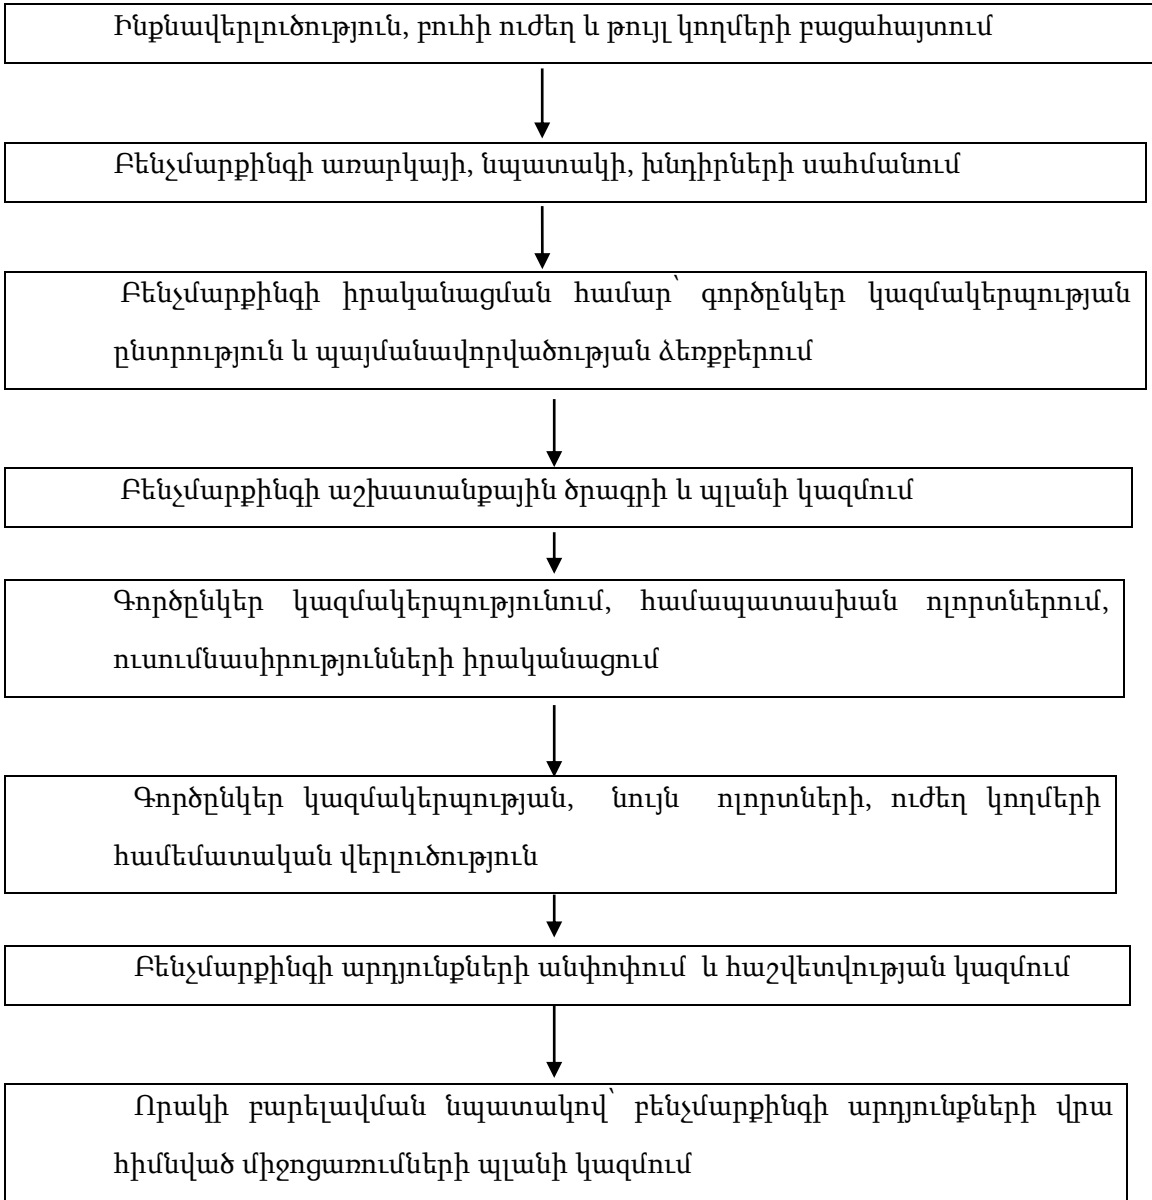 Ինքնավերլուծություն, բուհի ուժեղ և թույլ կողմերի բացահայտում
Բենչմարքինգի առարկայի, նպատակի, խնդիրների սահմանում
Բենչմարքինգի իրականացման համար՝ գործընկեր կազմակերպության
ընտրություն և պայմանավորվածության ձեռքբերում
Բենչմարքինգի աշխատանքային ծրագրի և պլանի կազմում
Գործընկեր կազմակերպությունում, համապատասխան ոլորտներում,
ուսումնասիրությունների իրականացում
Գործընկեր կազմակերպության, նույն ոլորտների, ուժեղ կողմերի
համեմատական վերլուծություն
Բենչմարքինգի արդյունքների անփոփում և հաշվետվության կազմում
Որակի բարելավման նպատակով՝ բենչմարքինգի արդյունքների վրա
հիմնված միջոցառումների պլանի կազմում